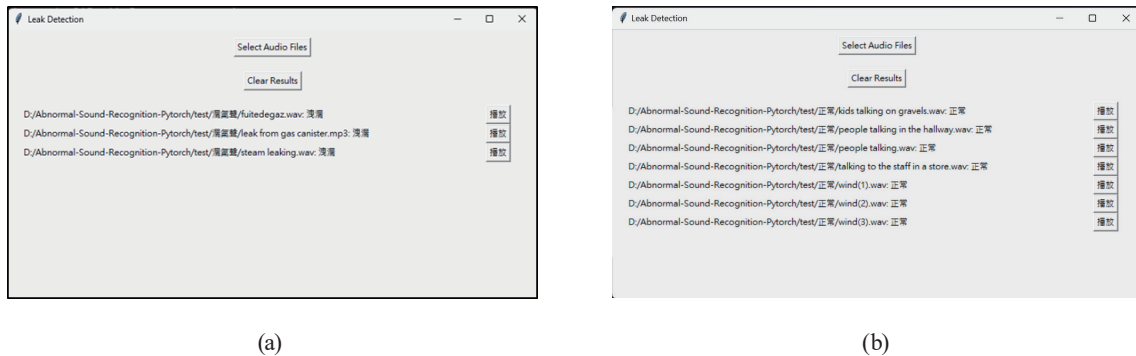 Leak Detection
Select Audio Files
Clear Results
D:/Abnormal-Sound-Recognition-Pytorch/test/漏氣聲/fuitedegaz.wav: 洩漏 播放
D:/Abnormal-Sound-Recognition-Pytorch/test/漏氣聲/leak from gas canister.mp3: 洩漏 播放
D:/Abnormal-Sound-Recognition-Pytorch/test/漏氣聲/steam leaking.wav: 洩漏 播放
(a)
Leak Detection
Select Audio Files
Clear Results
D:/Abnormal-Sound-Recognition-Pytorch/test/正常/kids talking on gravels.wav: 正常 播放
D:/Abnormal-Sound-Recognition-Pytorch/test/正常/people talking in the hallway.wav: 正常 播放
D:/Abnormal-Sound-Recognition-Pytorch/test/正常/people talking.wav: 正常 播放
D:/Abnormal-Sound-Recognition-Pytorch/test/正常/talking to the staff in a store.wav: 正常 播放
D:/Abnormal-Sound-Recognition-Pytorch/test/正常/wind(1).wav: 正常 播放
D:/Abnormal-Sound-Recognition-Pytorch/test/正常/wind(2).wav: 正常 播放
D:/Abnormal-Sound-Recognition-Pytorch/test/正常/wind(3).wav: 正常 播放
(b)